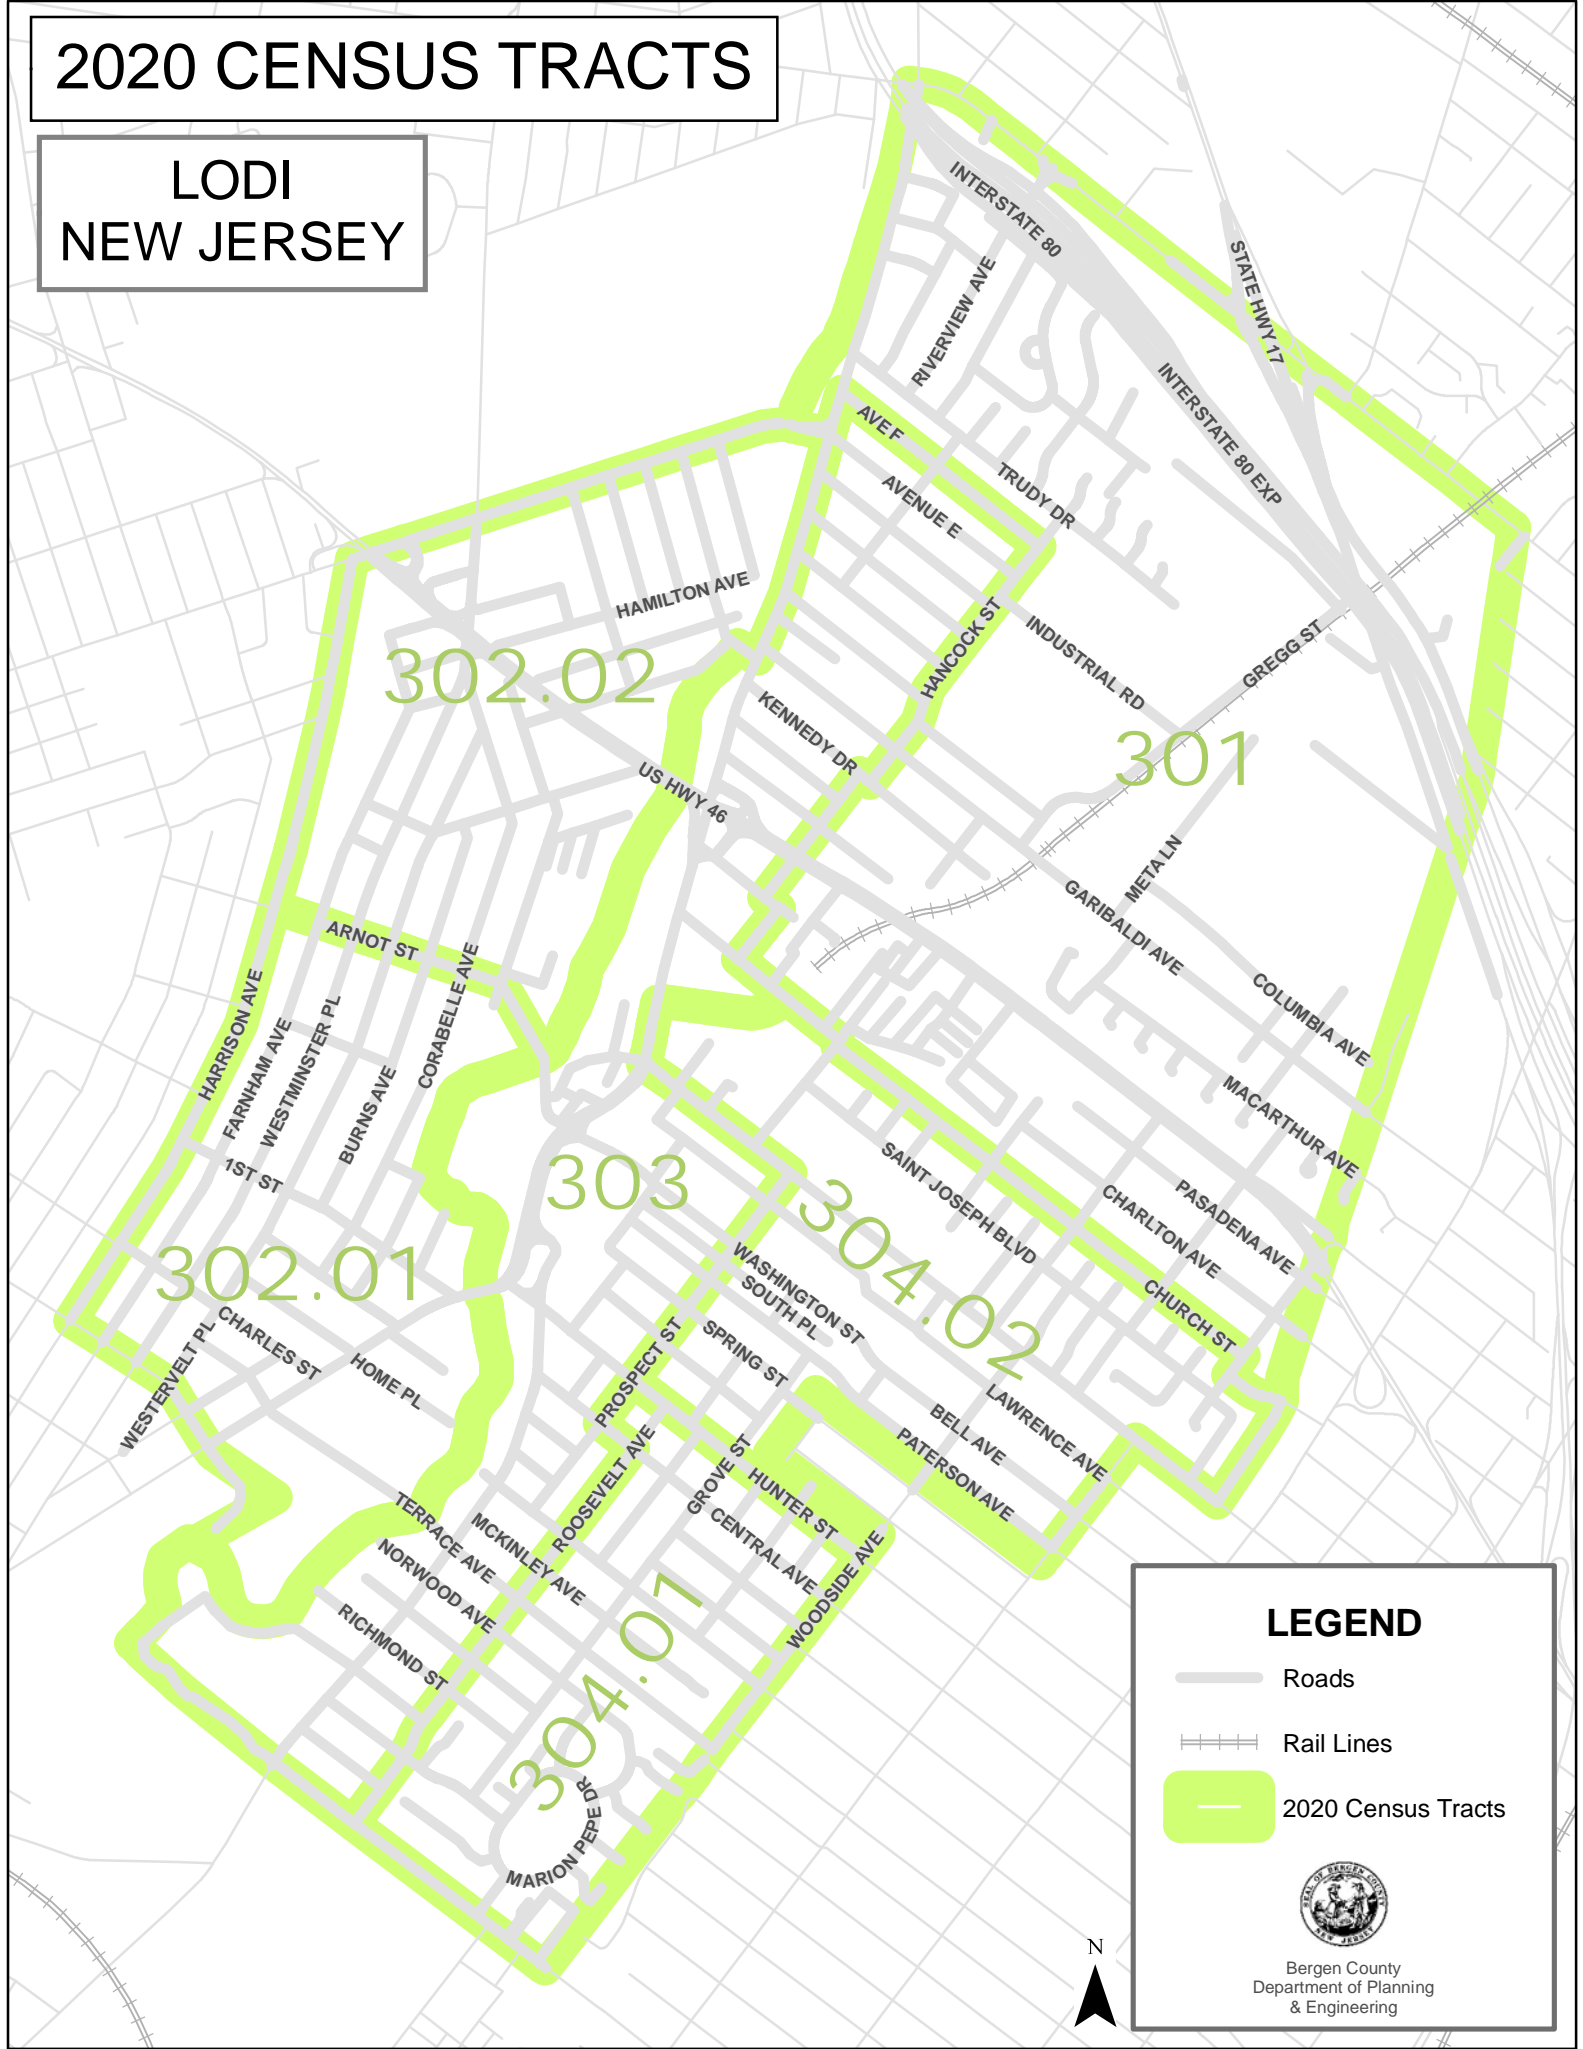 2020 CENSUS TRACTS
LODI
NEW JERSEY
INTERSTATE 80
STATE HWY 17
RIVERVIEW AVE
INTERSTATE 80 EXP
AVE F
TRUDY DR
AVENUE E
HAMILTON AVE
HANCOCK ST
INDUSTRIAL RD
GREGG ST
302.02
KENNEDY DR
301
US HWY 46
META LN
GARIBALDI AVE
ARNOT ST
CORABELLE AVE
COLUMBIA AVE
HARRISON AVE
FARNHAM AVE
WESTMINSTER PL
BURNS AVE
MACARTHUR AVE
1ST ST
303
SAINT JOSEPH BLVD
PASADENA AVE
CHARLTON AVE
304.02
302.01
WASHINGTON ST
SOUTH PL
CHURCH ST
WESTERVELT PL
CHARLES ST
HOME PL
PROSPECT ST
SPRING ST
LAWRENCE AVE
BELL AVE
PATERSON AVE
ROOSEVELT AVE
GROVE ST
HUNTER ST
CENTRAL AVE
TERRACE AVE
MCKINLEY AVE
NORWOOD AVE
WOODSIDE AVE
RICHMOND ST
304.01
MARION PEPE DR
LEGEND
Roads
Rail Lines
2020 Census Tracts
SEAL OF BERGEN COUNTY
NEW JERSEY
Bergen County
Department of Planning
& Engineering
N